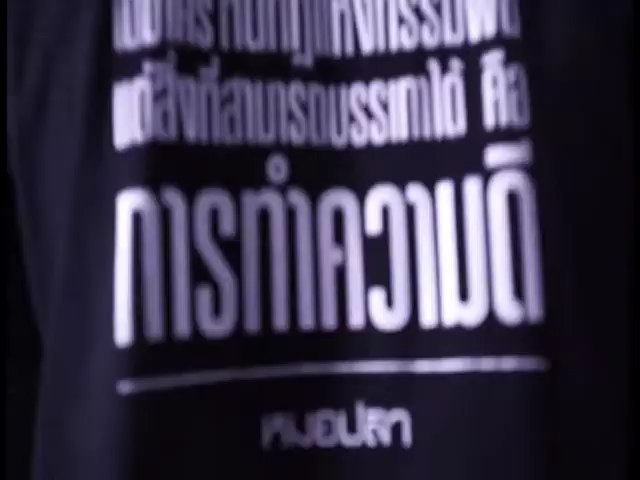 แต่สิ่งที่สามารถบรรเทาได้ คือ
การทำความดี
หมอปลา